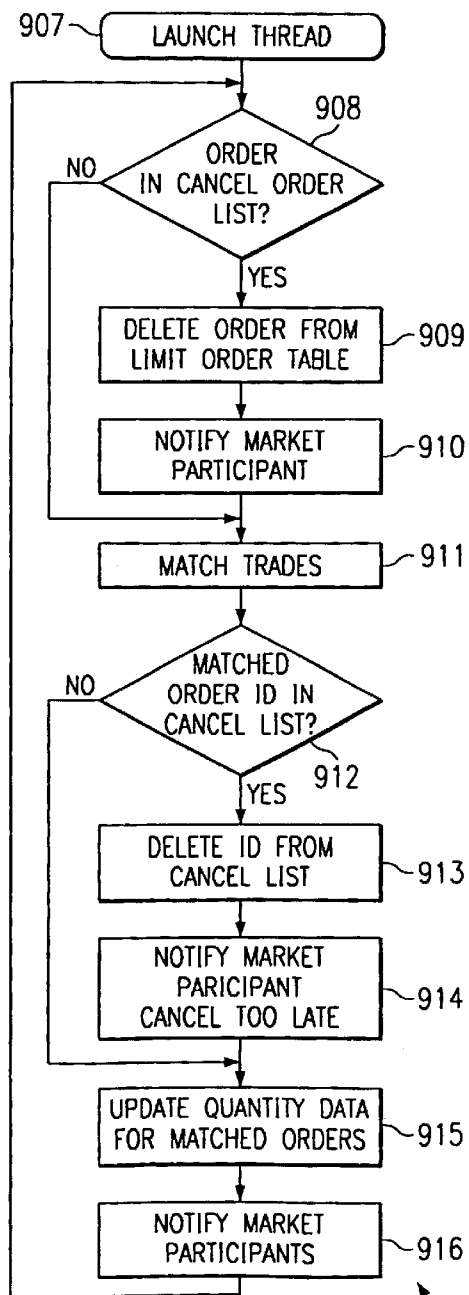 907
LAUNCH THREAD
908
ORDER
IN CANCEL ORDER
LIST?
NO
YES
DELETE ORDER FROM
LIMIT ORDER TABLE
909
NOTIFY MARKET
PARTICIPANT
910
MATCH TRADES
911
MATCHED
ORDER ID IN
CANCEL LIST?
NO
912
YES
DELETE ID FROM
CANCEL LIST
913
NOTIFY MARKET
PARICIPANT
CANCEL TOO LATE
914
UPDATE QUANTITY DATA
FOR MATCHED ORDERS
915
NOTIFY MARKET
PARTICIPANTS
916